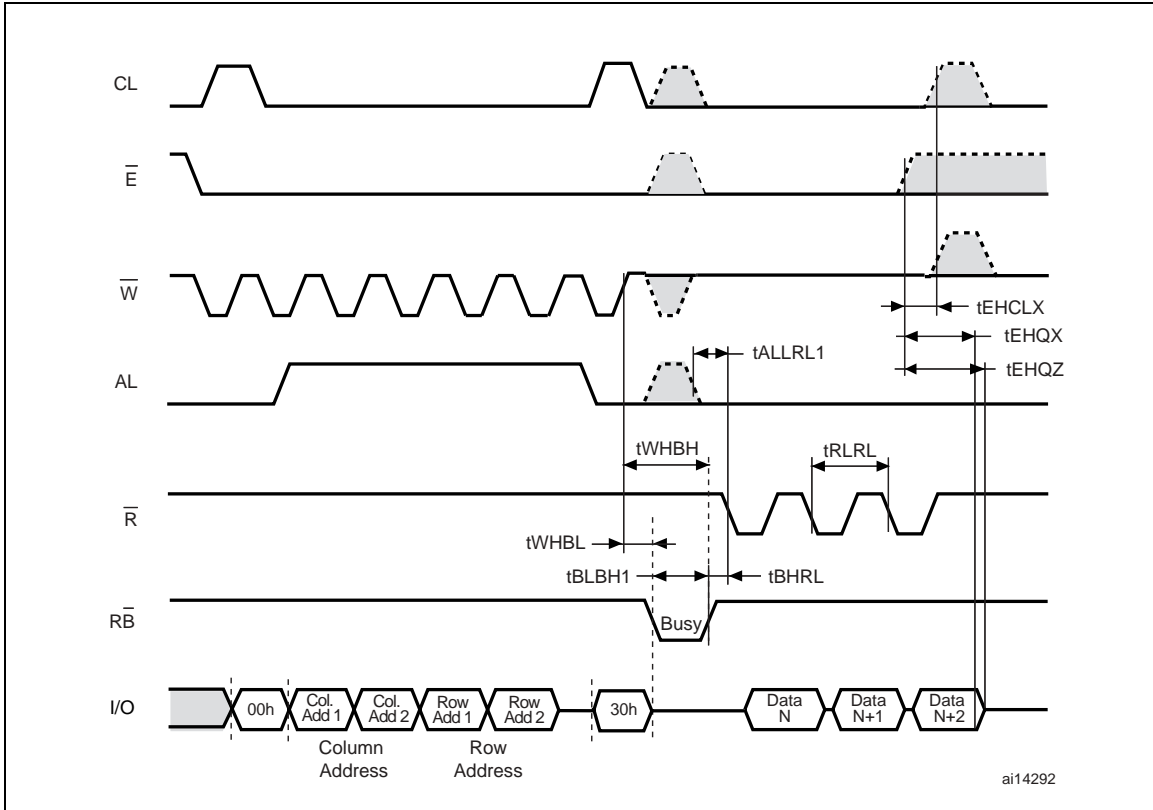 CL
E
W
tEHCLX
tEHQX
tALLRL1
tEHQZ
AL
tWHBH
tRLRL
R
tWHBL
tBLBH1
tBHRL
RB
Busy
I/O
00h
Col.
Add 1
Col.
Add 2
Row
Add 1
Row
Add 2
30h
Data
N
Data
N+1
Data
N+2
Column
Address
Row
Address
ai14292